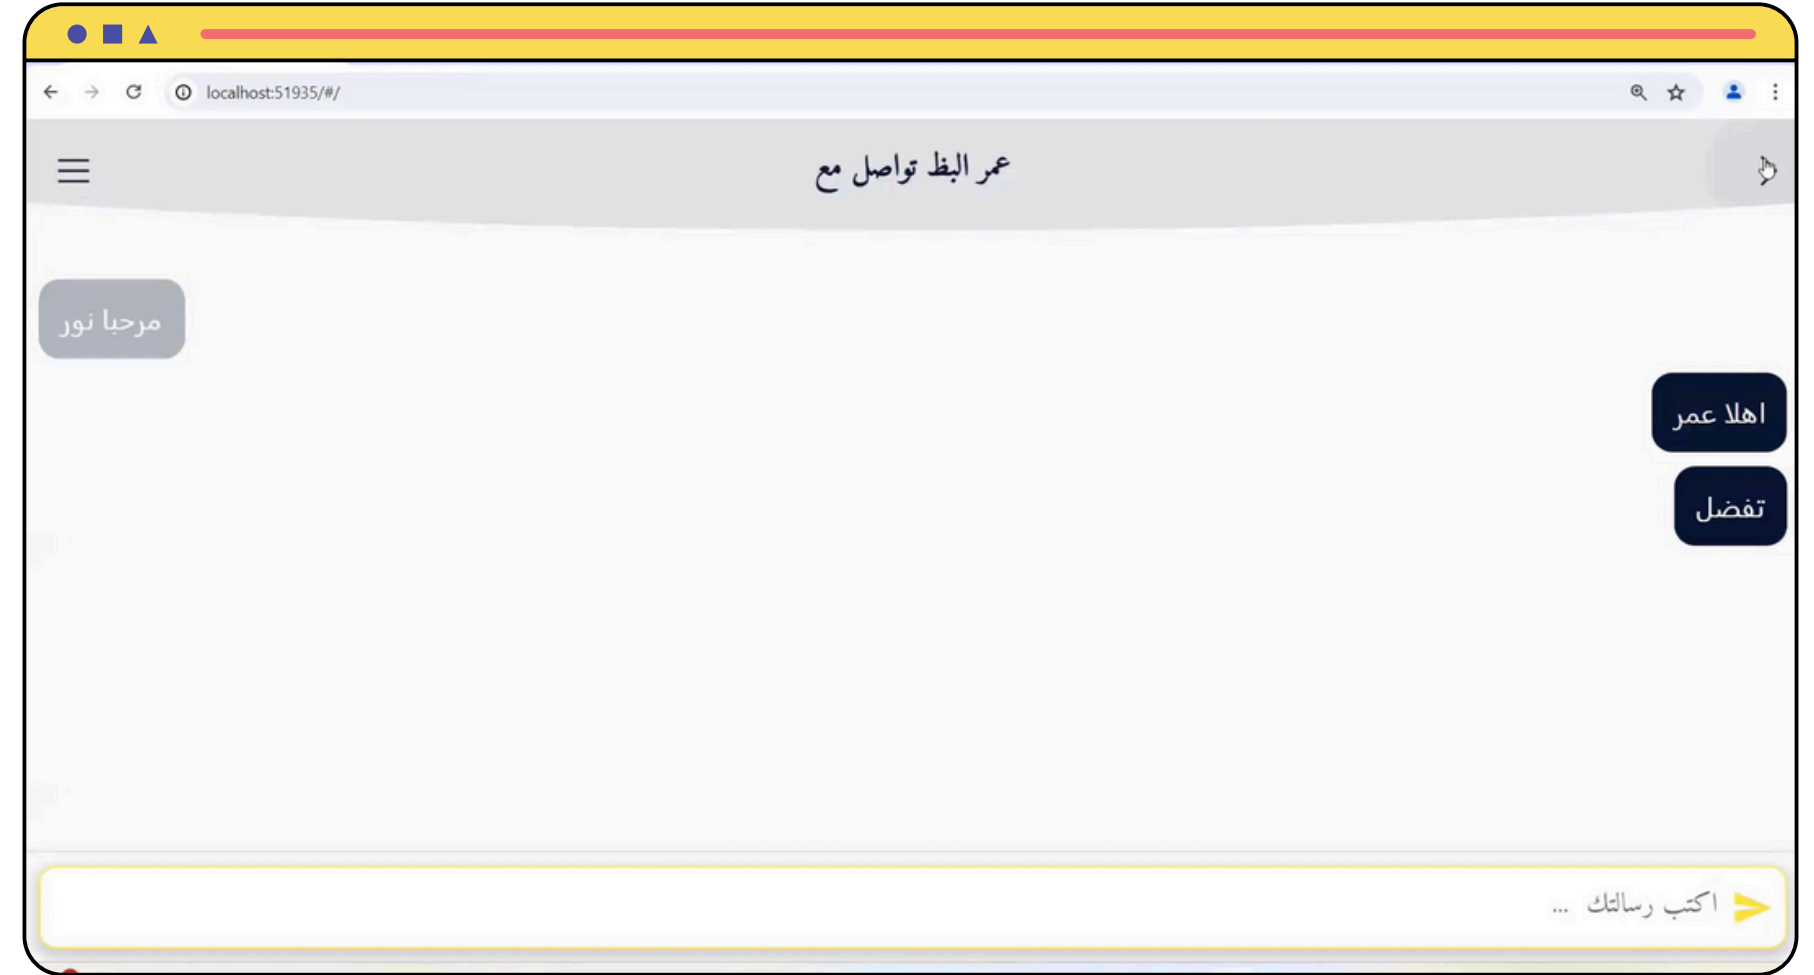 localhost:51935/#/
عمر البظ تواصل مع
مرحبا نور
اهلا عمر
تفضل
اكتب رسالتك ...